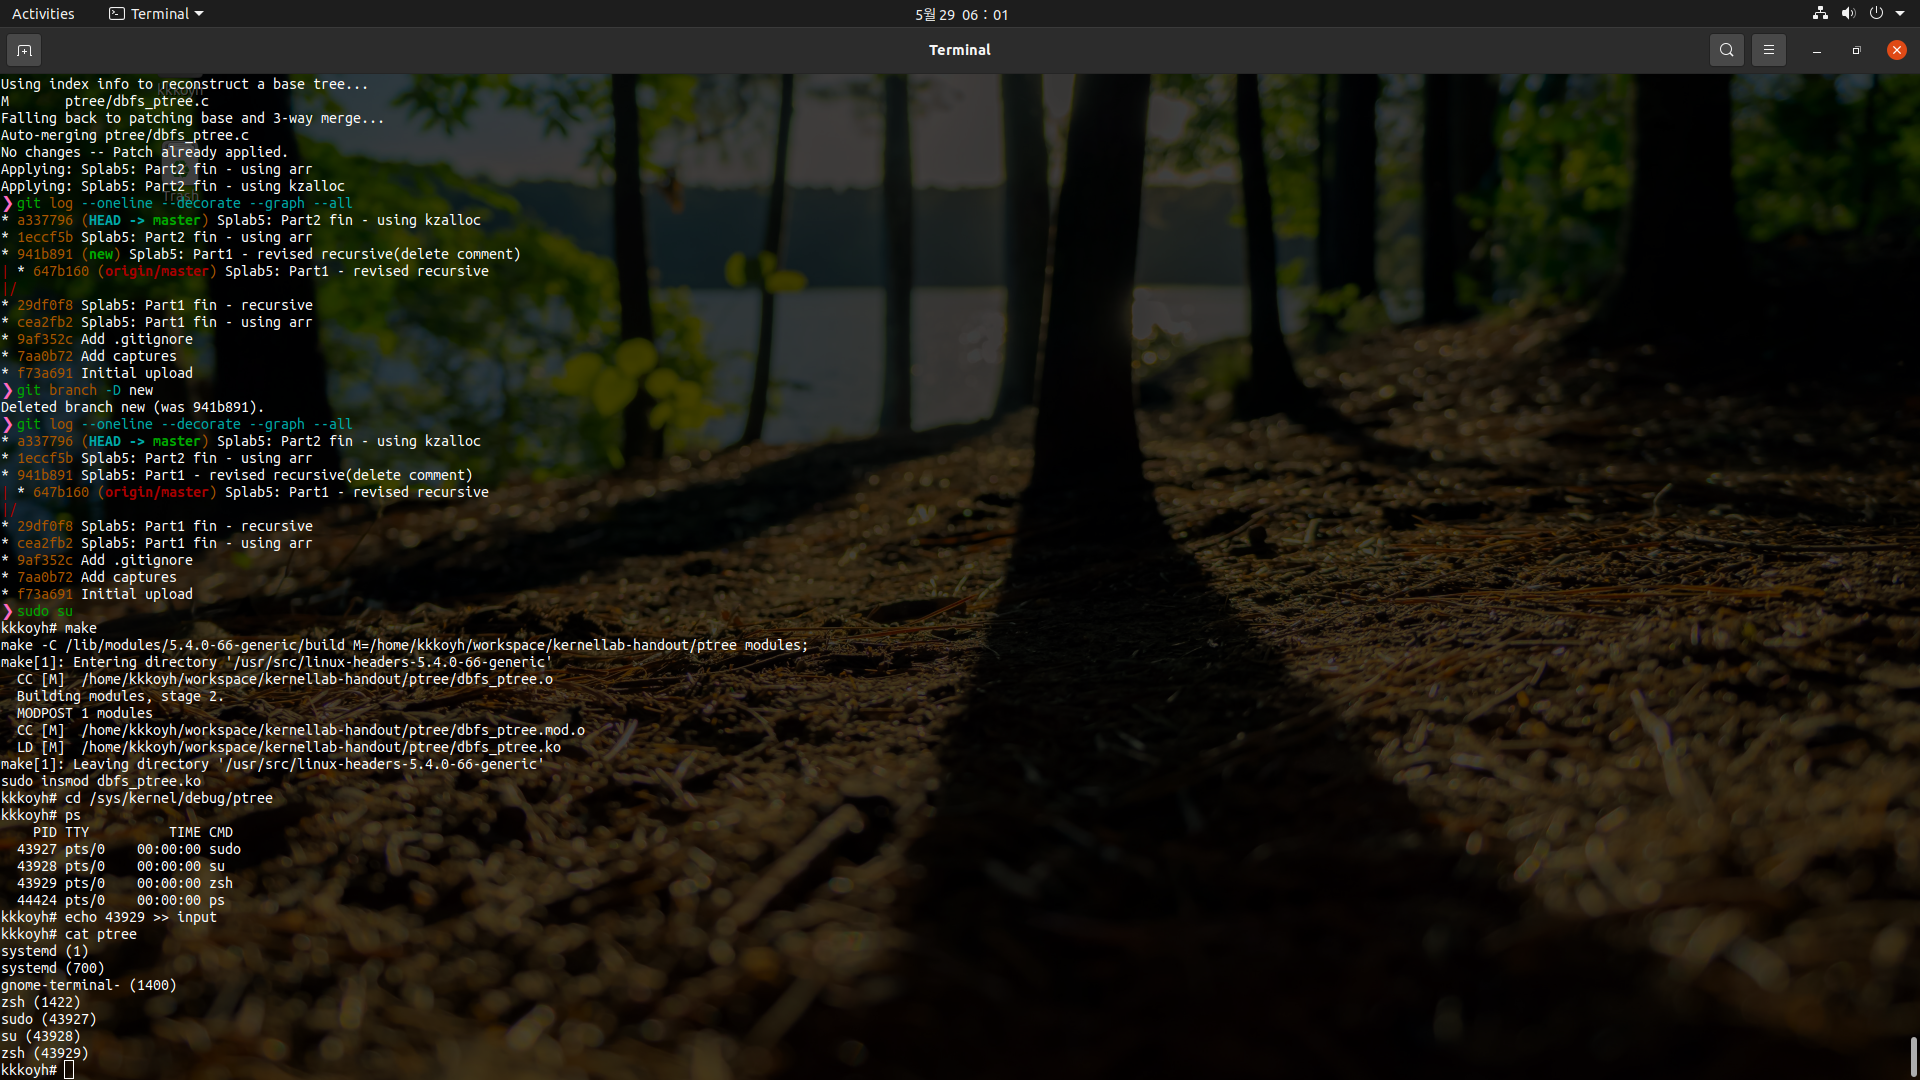 Activities
Terminal
5월 29 06 : 01
Terminal
Using index info to reconstruct a base tree...
M       ptree/dbfs_ptree.c
Falling back to patching base and 3-way merge...
Auto-merging ptree/dbfs_ptree.c
No changes -- Patch already applied.
Applying: Splab5: Part2 fin - using arr
Applying: Splab5: Part2 fin - using kzalloc
❯ git log --oneline --decorate --graph --all
* a337796 (HEAD -> master) Splab5: Part2 fin - using kzalloc
* 1eccf5b Splab5: Part2 fin - using arr
* 941b891 (new) Splab5: Part1 - revised recursive(delete comment)
| * 647b160 (origin/master) Splab5: Part1 - revised recursive
|/
* 29df0f8 Splab5: Part1 fin - recursive
* cea2fb2 Splab5: Part1 fin - using arr
* 9af352c Add .gitignore
* 7aa0b72 Add captures
* f73a691 Initial upload
❯ git branch -D new
Deleted branch new (was 941b891).
❯ git log --oneline --decorate --graph --all
* a337796 (HEAD -> master) Splab5: Part2 fin - using kzalloc
* 1eccf5b Splab5: Part2 fin - using arr
* 941b891 Splab5: Part1 - revised recursive(delete comment)
| * 647b160 (origin/master) Splab5: Part1 - revised recursive
|/
* 29df0f8 Splab5: Part1 fin - recursive
* cea2fb2 Splab5: Part1 fin - using arr
* 9af352c Add .gitignore
* 7aa0b72 Add captures
* f73a691 Initial upload
❯ sudo su
kkkoyh# make
make -C /lib/modules/5.4.0-66-generic/build M=/home/kkkoyh/workspace/kernellab-handout/ptree modules;
make[1]: Entering directory '/usr/src/linux-headers-5.4.0-66-generic'
  CC [M]  /home/kkkoyh/workspace/kernellab-handout/ptree/dbfs_ptree.o
  Building modules, stage 2.
  MODPOST 1 modules
  CC [M]  /home/kkkoyh/workspace/kernellab-handout/ptree/dbfs_ptree.mod.o
  LD [M]  /home/kkkoyh/workspace/kernellab-handout/ptree/dbfs_ptree.ko
make[1]: Leaving directory '/usr/src/linux-headers-5.4.0-66-generic'
sudo insmod dbfs_ptree.ko
kkkoyh# cd /sys/kernel/debug/ptree
kkkoyh# ps
    PID TTY          TIME CMD
  43927 pts/0    00:00:00 sudo
  43928 pts/0    00:00:00 su
  43929 pts/0    00:00:00 zsh
  44424 pts/0    00:00:00 ps
kkkoyh# echo 43929 >> input
kkkoyh# cat ptree
systemd (1)
systemd (700)
gnome-terminal- (1400)
zsh (1422)
sudo (43927)
su (43928)
zsh (43929)
kkkoyh#
kkkoyh
Trash